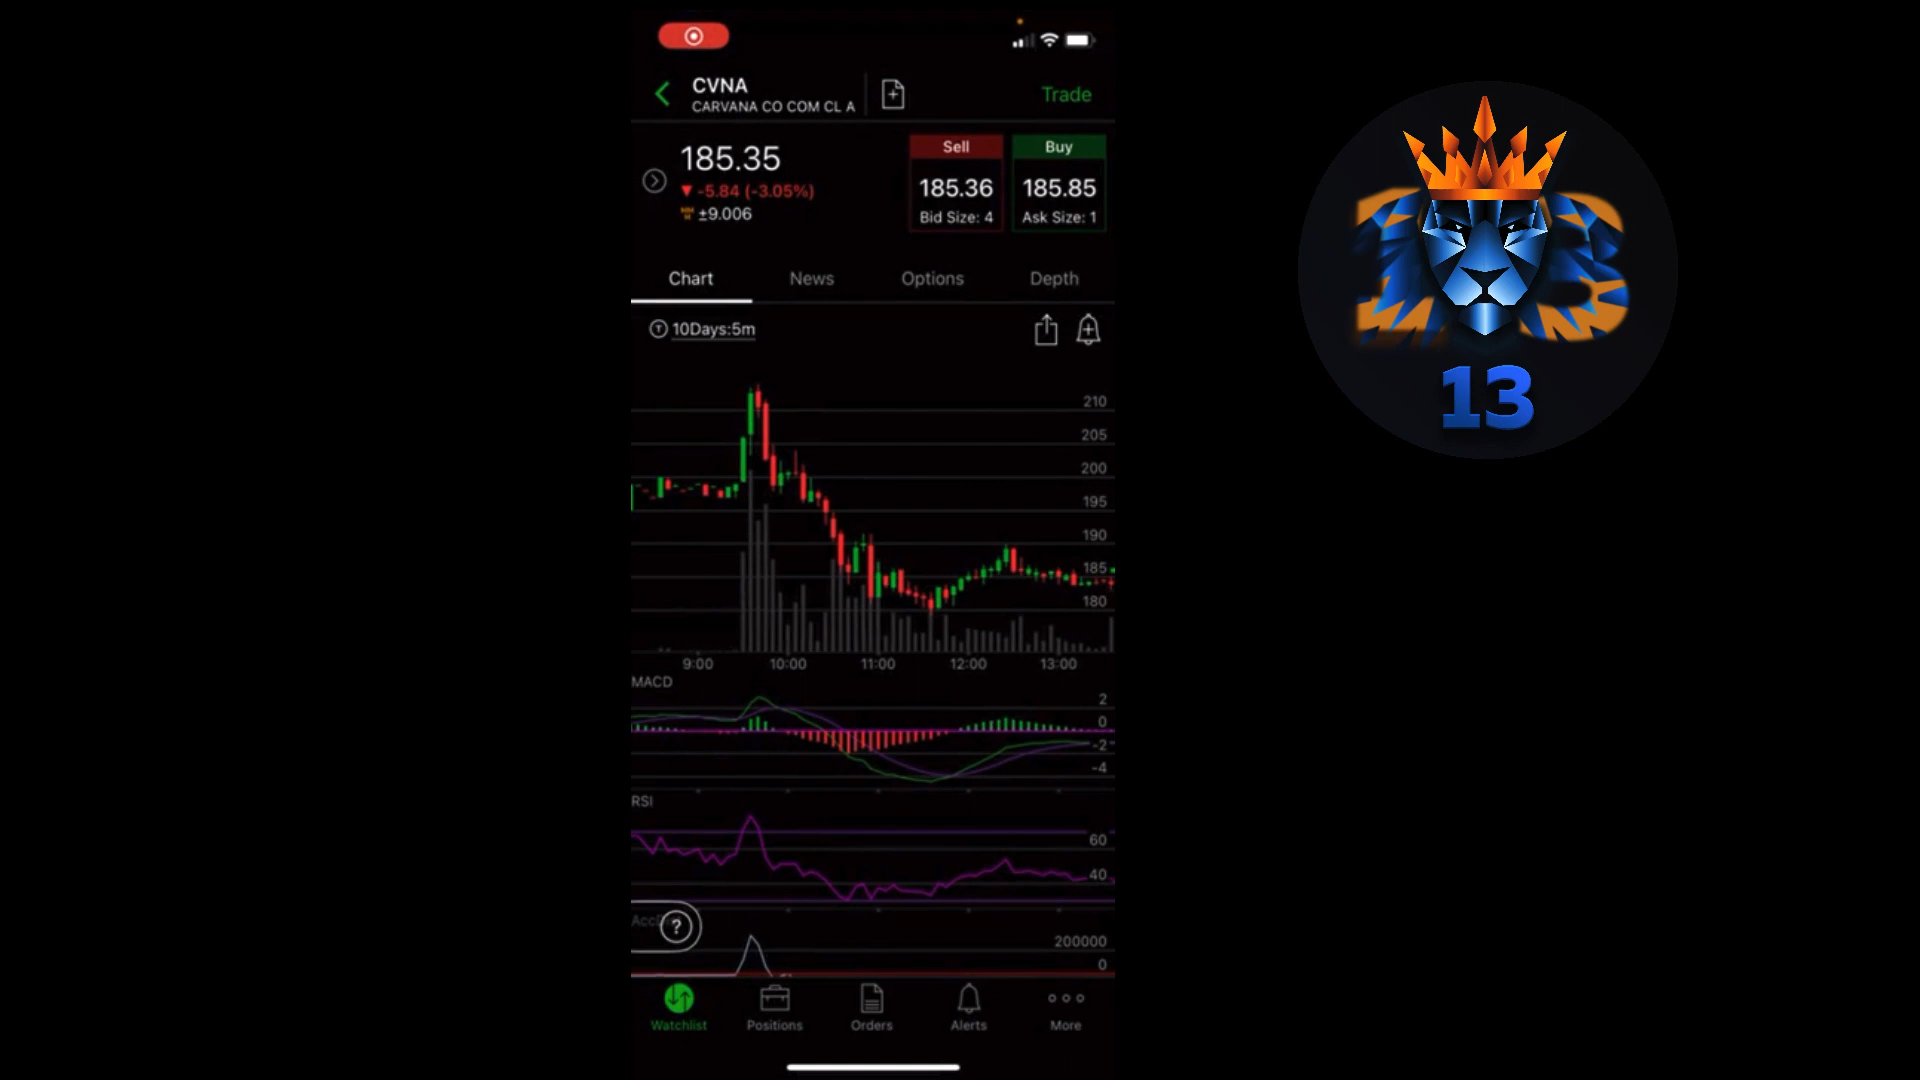 CVNA
CARVANA CO COM CL A
Trade
185.35
-5.84 (-3.05%)
±9.006
Sell
185.36
Bid Size: 4
Buy
185.85
Ask Size: 1
Chart News Options Depth
10Days:5m
210
205
200
195
190
185
180
9:00 10:00 11:00 12:00 13:00
MACD
2
0
-2
-4
RSI
60
40
?
200000
0
Watchlist Positions Orders Alerts More
13